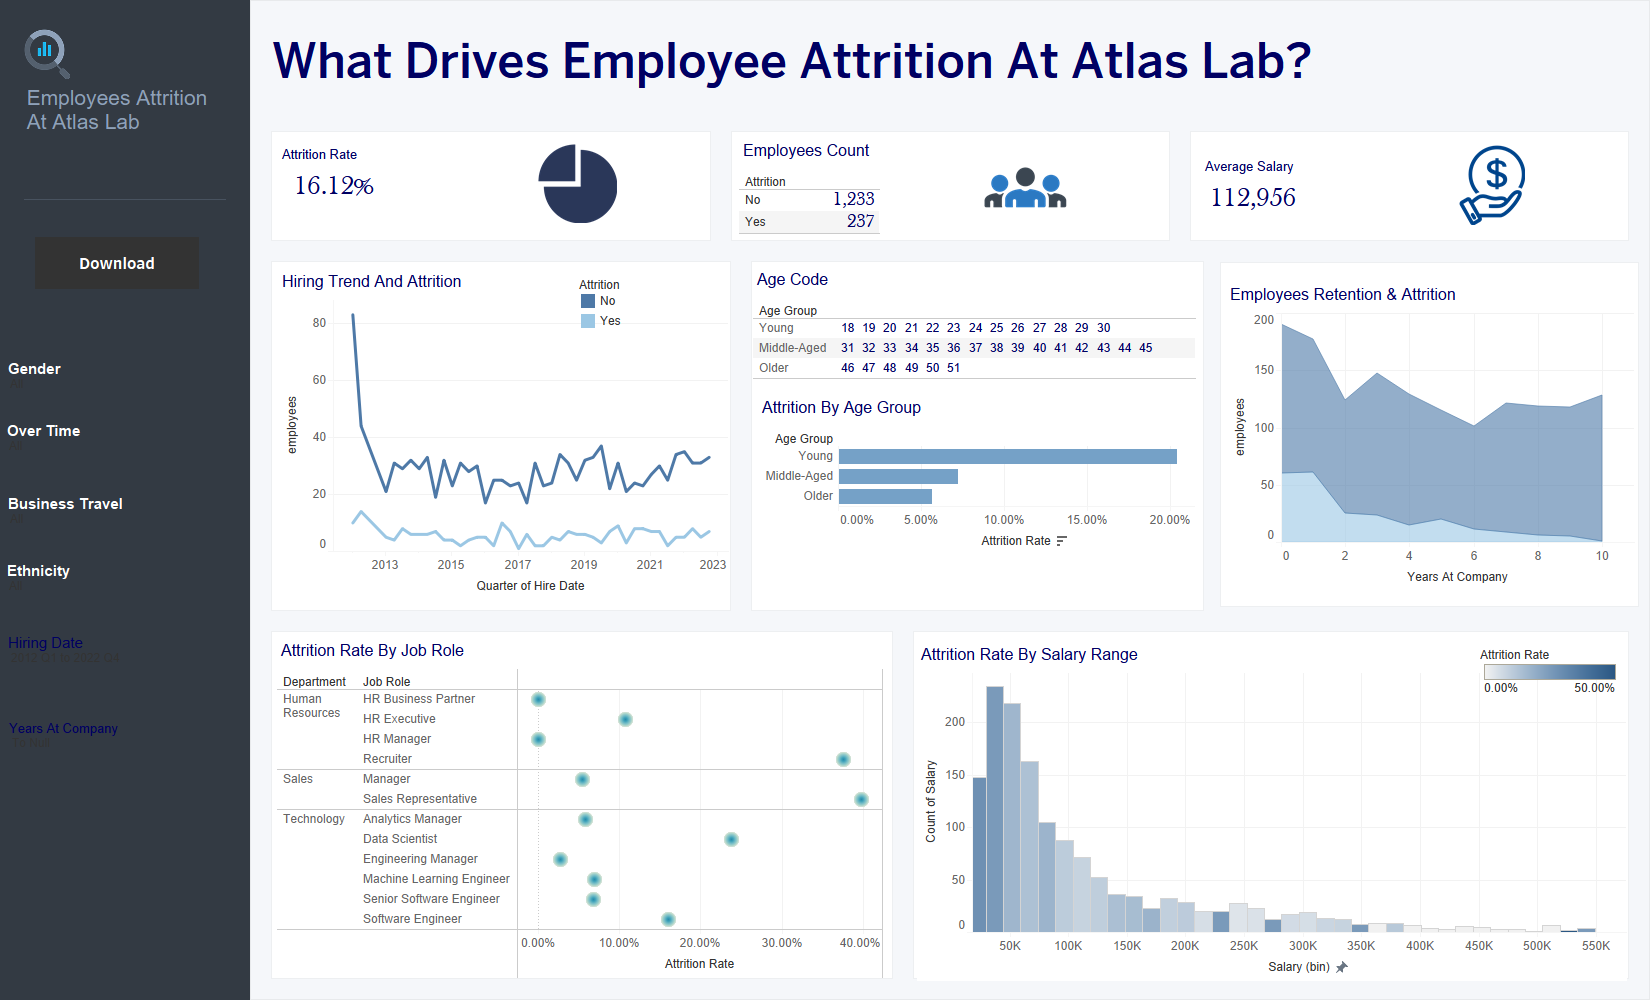 Employees Attrition
At Atlas Lab
Download
Gender
Over Time
Business Travel
Ethnicity
Hiring Date
Years At Company
What Drives Employee Attrition At Atlas Lab?
Attrition Rate
16.12%
Employees Count
Attrition
No 1,233
Yes 237
Average Salary
112,956
$
Hiring Trend And Attrition
Attrition
No
Yes
employees
80
60
40
20
0
2013 2015 2017 2019 2021 2023
Quarter of Hire Date
Age Code
Age Group
Young 18 19 20 21 22 23 24 25 26 27 28 29 30
Middle-Aged 31 32 33 34 35 36 37 38 39 40 41 42 43 44 45
Older 46 47 48 49 50 51
Attrition By Age Group
Age Group
Young
Middle-Aged
Older
0.00% 5.00% 10.00% 15.00% 20.00%
Attrition Rate
Employees Retention & Attrition
employees
200
150
100
50
0
0 2 4 6 8 10
Years At Company
Attrition Rate By Job Role
Department Job Role
Human Resources HR Business Partner
HR Executive
HR Manager
Recruiter
Sales Manager
Sales Representative
Technology Analytics Manager
Data Scientist
Engineering Manager
Machine Learning Engineer
Senior Software Engineer
Software Engineer
0.00% 10.00% 20.00% 30.00% 40.00%
Attrition Rate
Attrition Rate By Salary Range
Attrition Rate
0.00% 50.00%
Count of Salary
200
150
100
50
0
50K 100K 150K 200K 250K 300K 350K 400K 450K 500K 550K
Salary (bin)